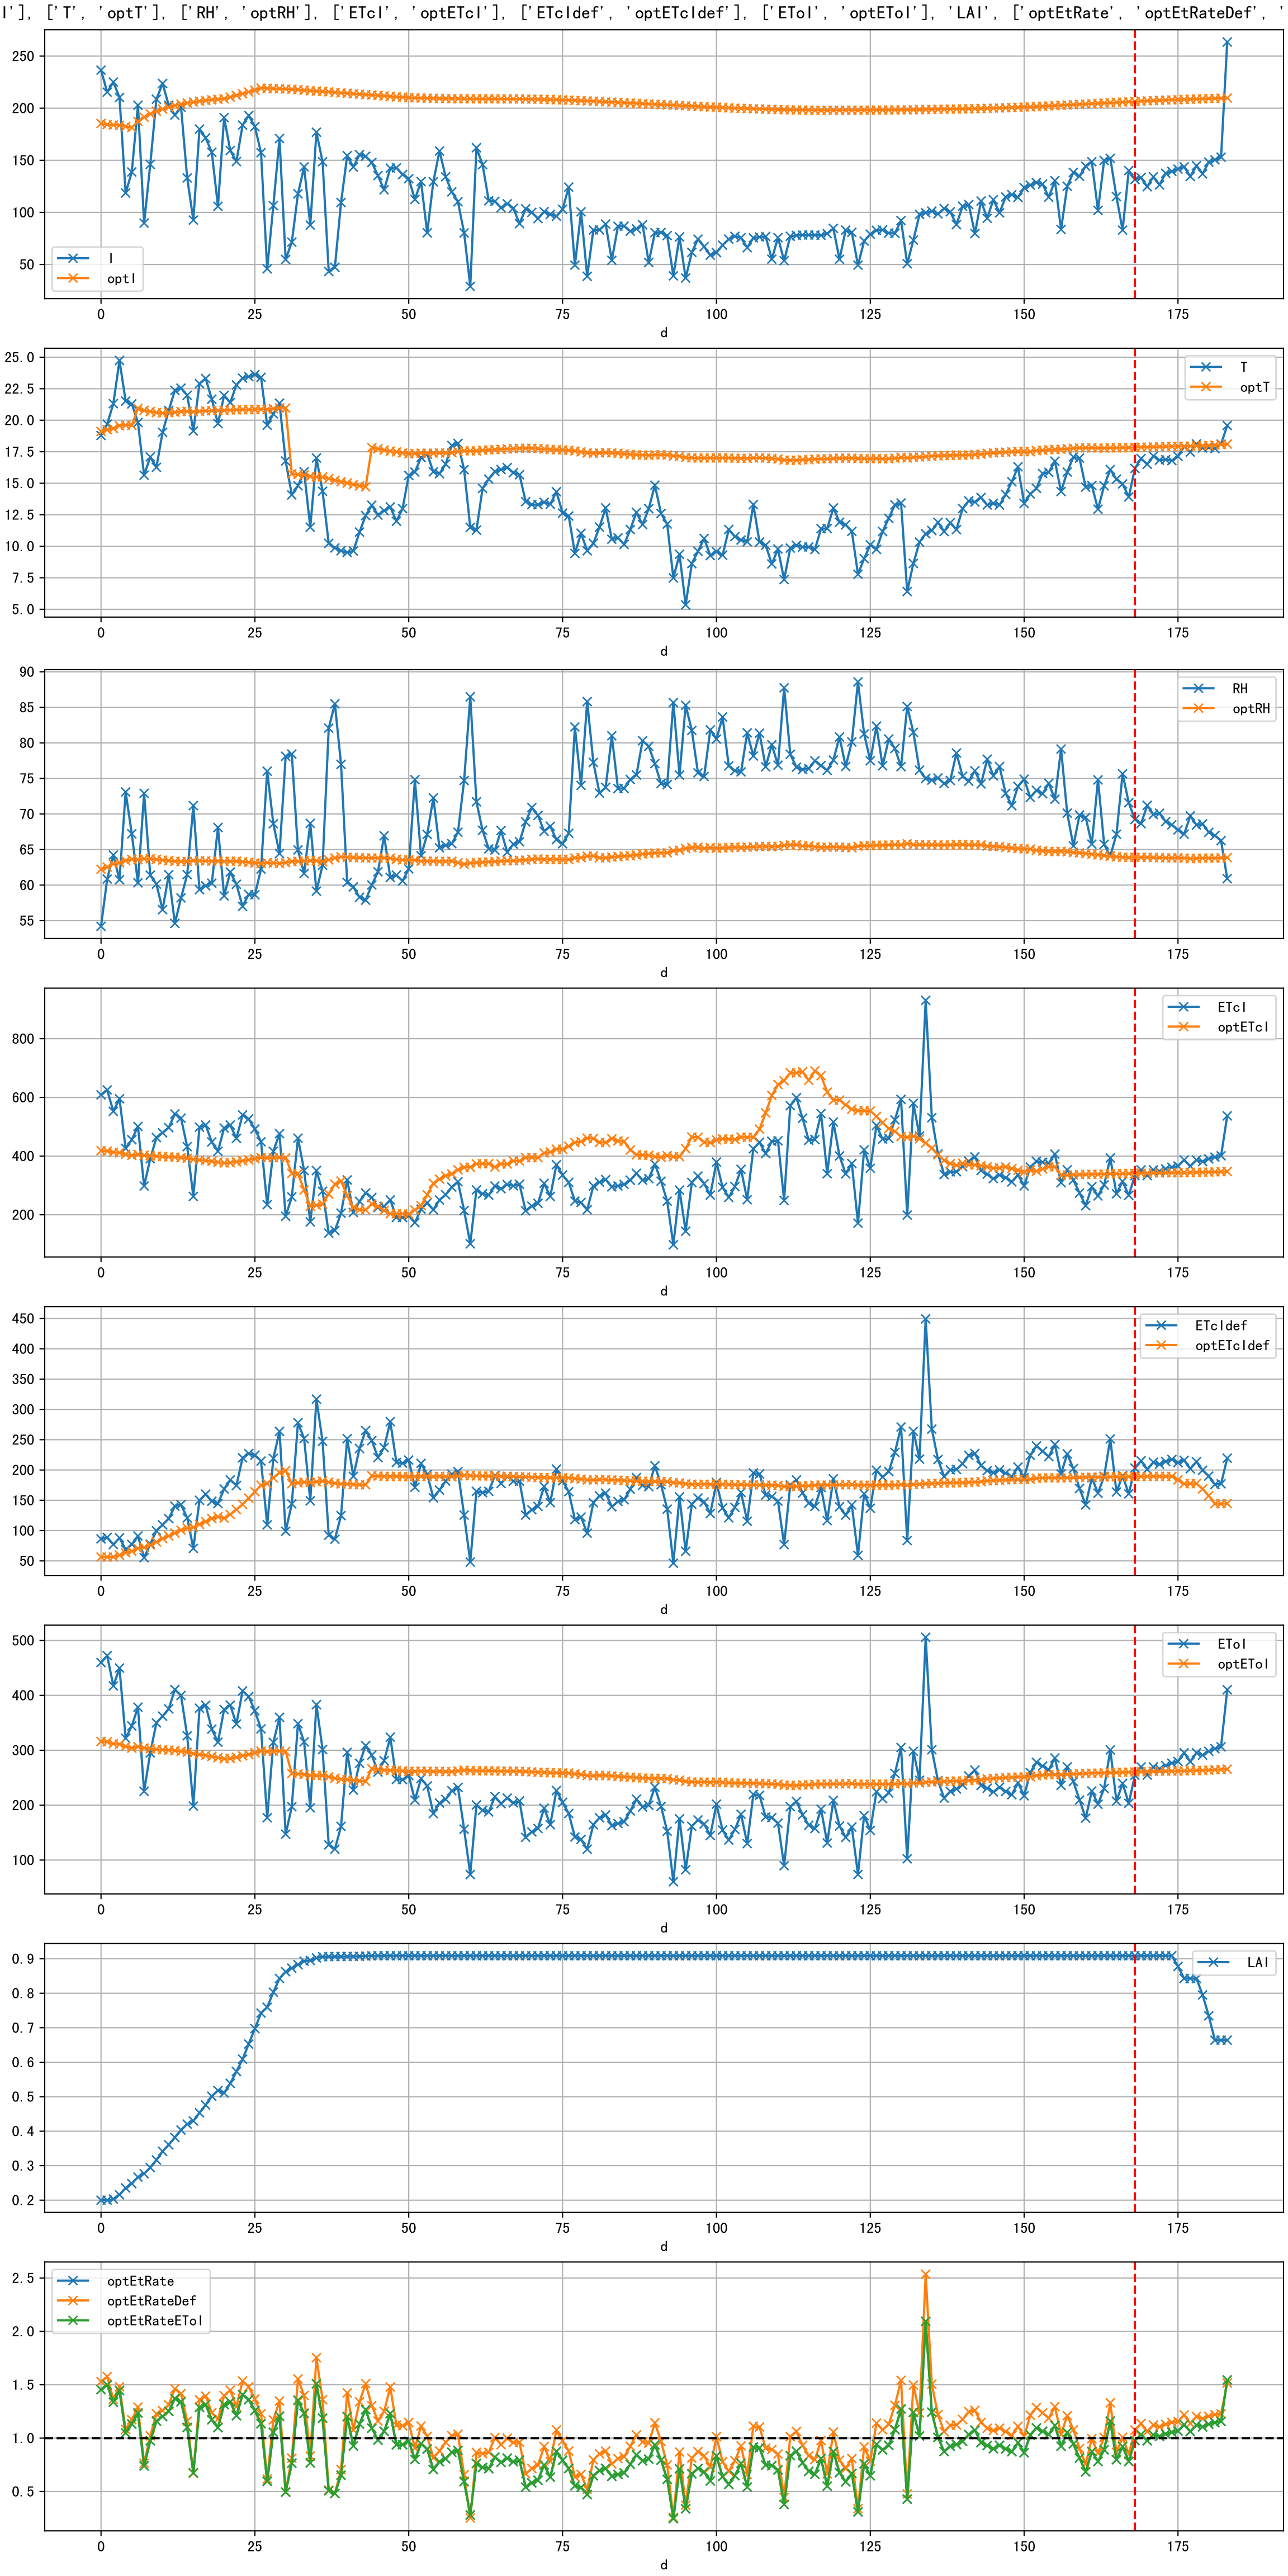 I'], ['T', 'optT'], ['RH', 'optRH'], ['ETcI', 'optETcI'], ['ETcIdef', 'optETcIdef'], ['EToI', 'optEToI'], 'LAI', ['optEtRate', 'optEtRateDef', '
250
200
150
100
50
I
optI
0 25 50 75 100 125 150 175
d
25.0
22.5
20.0
17.5
15.0
12.5
10.0
7.5
5.0
T
optT
0 25 50 75 100 125 150 175
d
90
85
80
75
70
65
60
55
RH
optRH
0 25 50 75 100 125 150 175
d
800
600
400
200
ETcI
optETcI
0 25 50 75 100 125 150 175
d
450
400
350
300
250
200
150
100
50
ETcIdef
optETcIdef
0 25 50 75 100 125 150 175
d
500
400
300
200
100
EToI
optEToI
0 25 50 75 100 125 150 175
d
0.9
0.8
0.7
0.6
0.5
0.4
0.3
0.2
LAI
0 25 50 75 100 125 150 175
d
2.5
2.0
1.5
1.0
0.5
optEtRate
optEtRateDef
optEtRateEToI
0 25 50 75 100 125 150 175
d